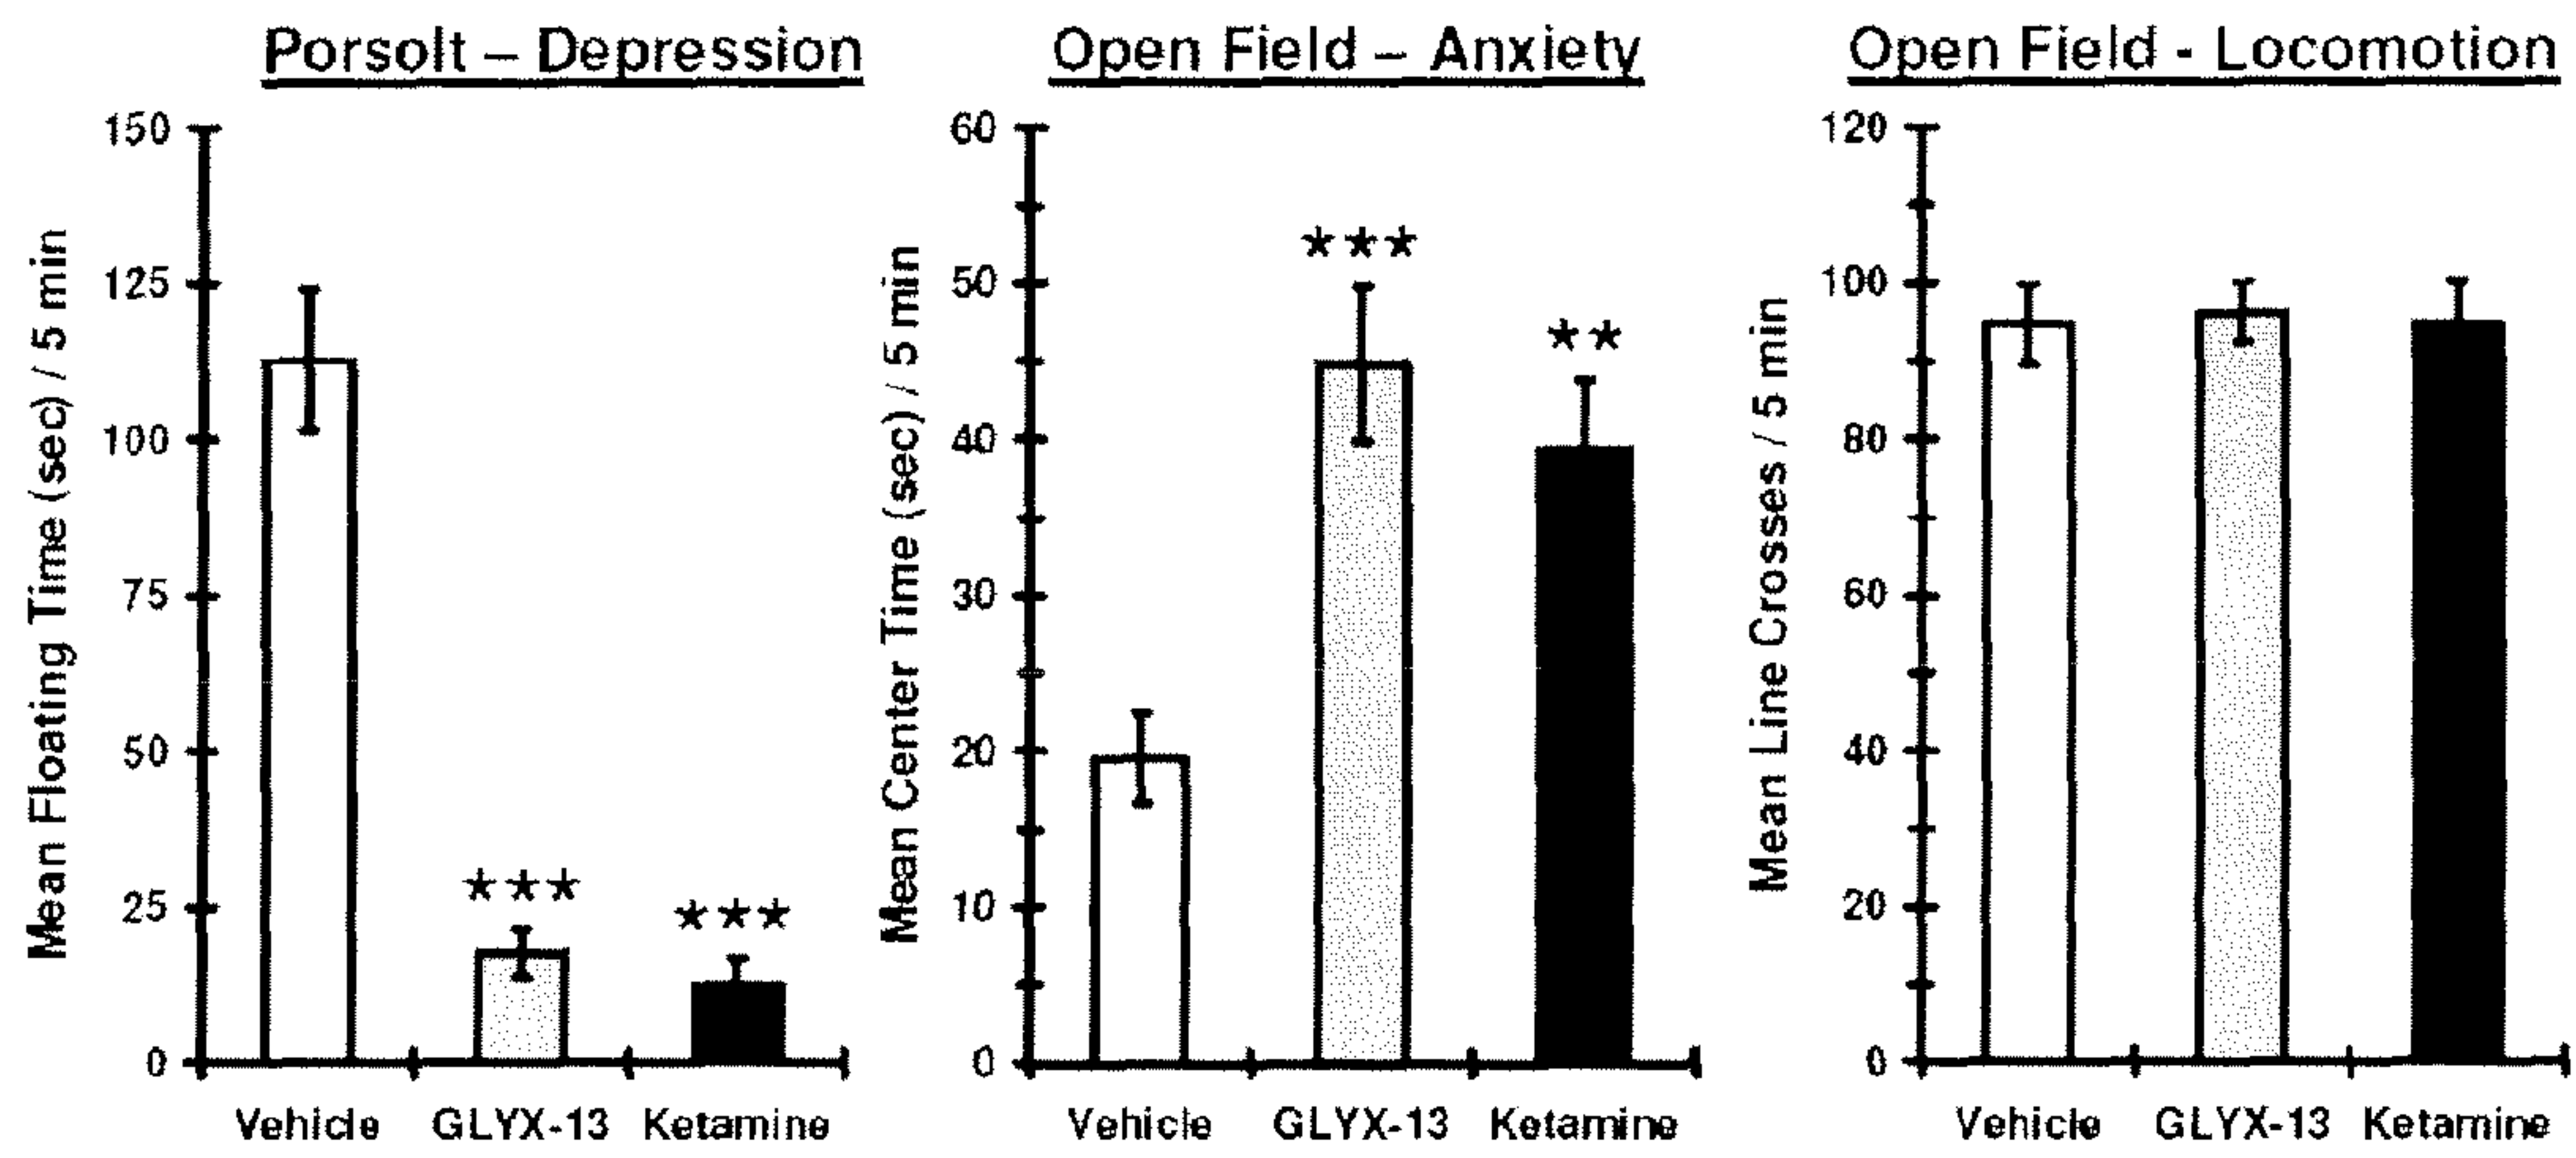 Porsolt – Depression
Mean Floating Time (sec) / 5 min
150
125
100
75
50
25
0
***
***
Vehicle GLYX-13 Ketamine
Open Field – Anxiety
Mean Center Time (sec) / 5 min
60
50
40
30
20
10
0
***
**
Vehicle GLYX-13 Ketamine
Open Field - Locomotion
Mean Line Crosses / 5 min
120
100
80
60
40
20
0
Vehicle GLYX-13 Ketamine